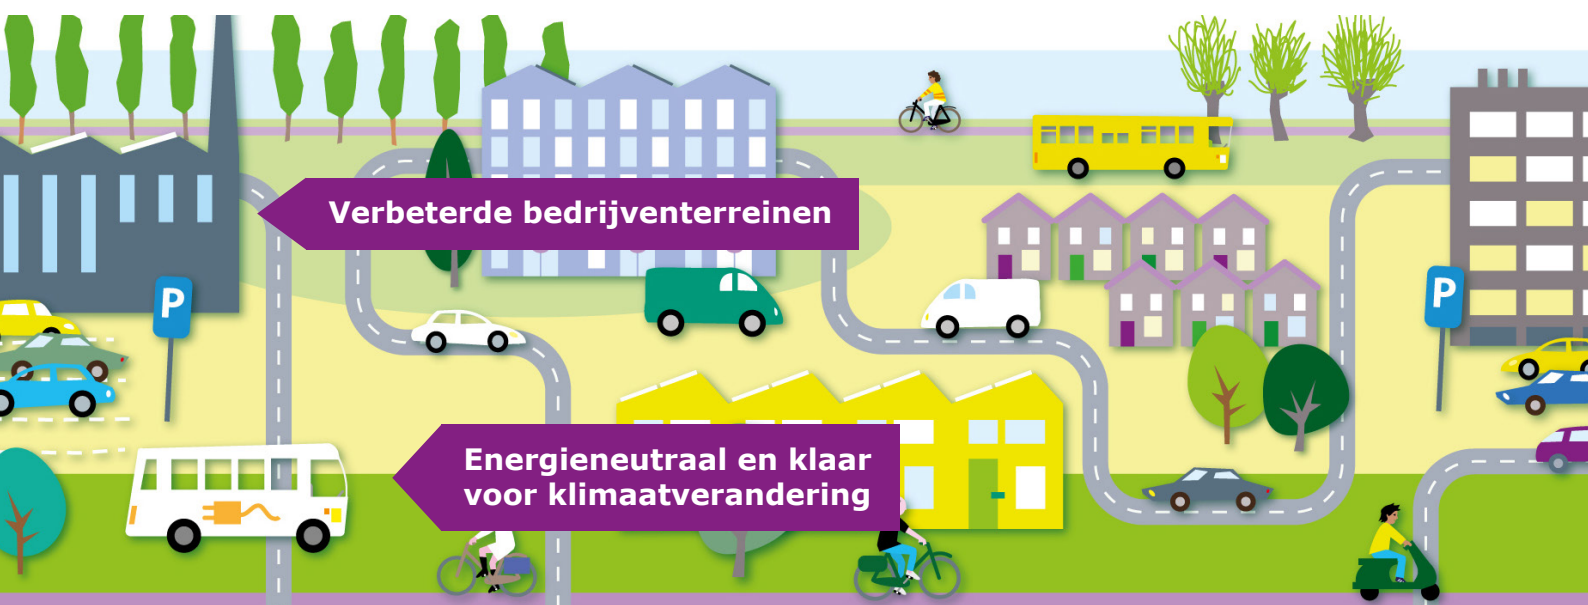 Verbeterde bedrijventerreinen
P
P
Energieneutraal en klaar
voor klimaatverandering